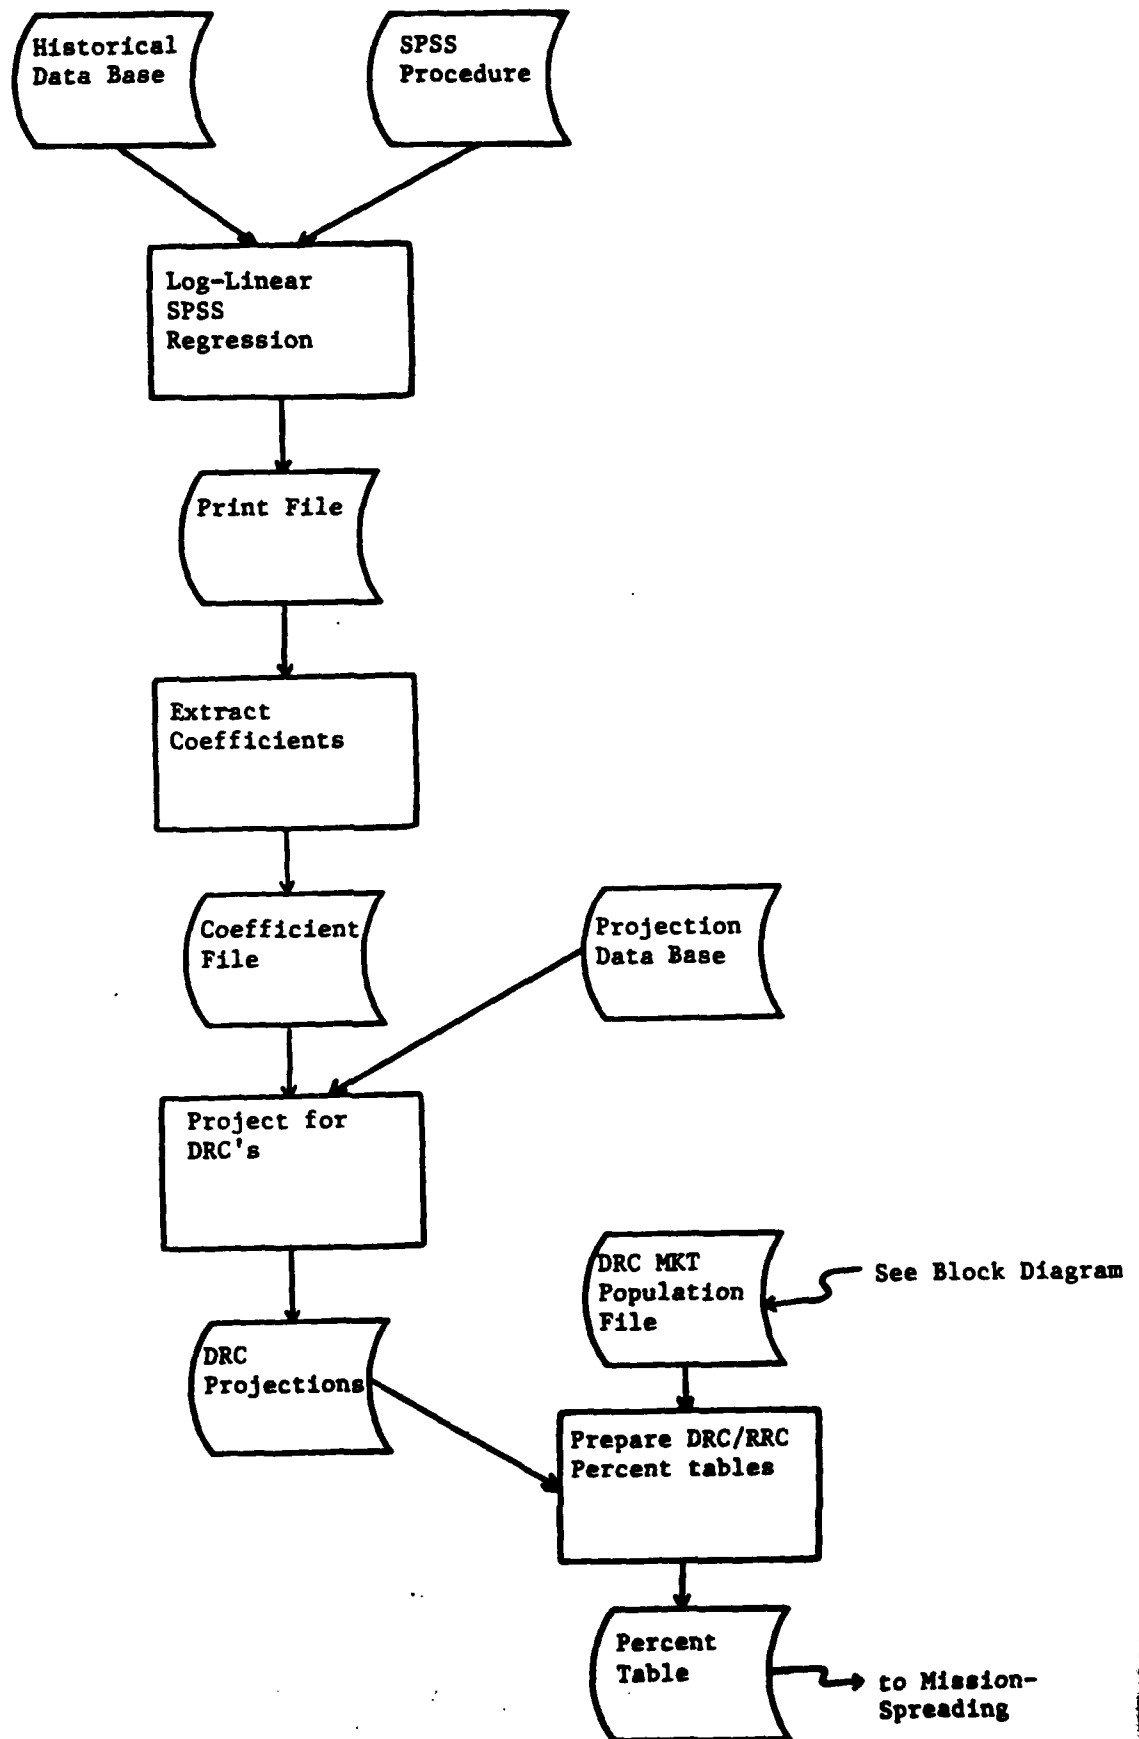 Historical
Data Base
SPSS
Procedure
Log-Linear
SPSS
Regression
Print File
Extract
Coefficients
Coefficient
File
Projection
Data Base
Project for
DRC's
DRC MKT
Population
File
See Block Diagram
DRC
Projections
Prepare DRC/RRC
Percent tables
Percent
Table
to Mission-
Spreading